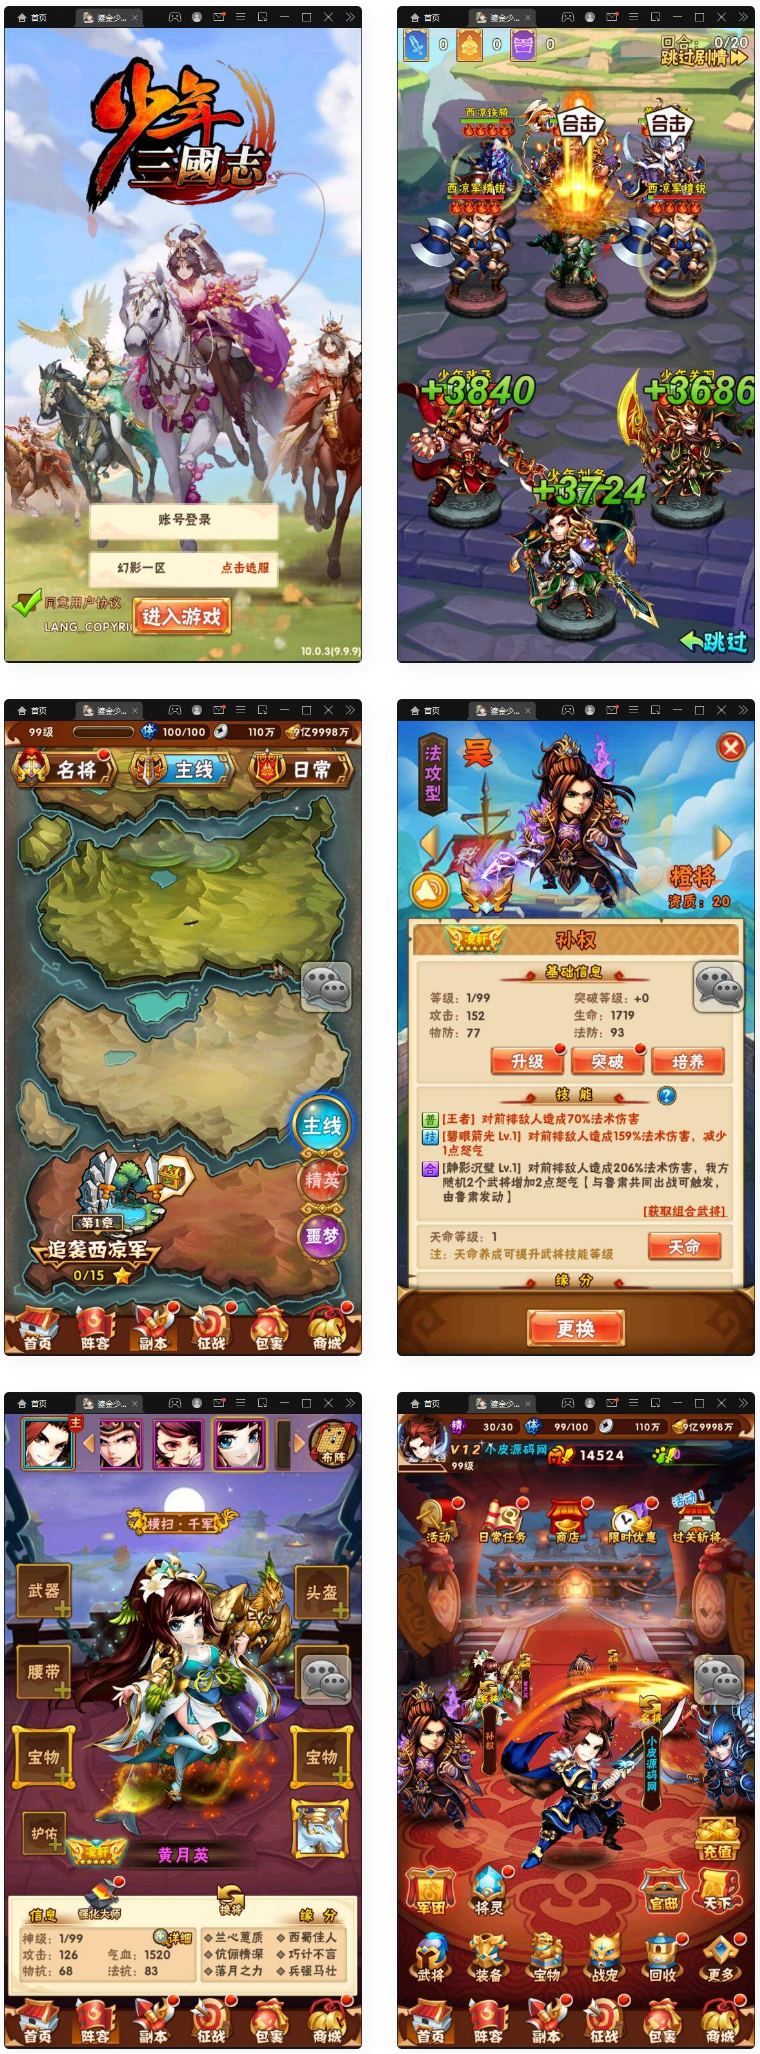 首页
鎏金少...
少年
三國志
账号登录
幻影一区 点击选服
同意用户协议
LANG_COPYRI
进入游戏
10.0.3(9.9.9)
首页
鎏金少...
0 0 0
回合: 0/20
跳过剧情
西凉铁骑
合击 合击
西凉军精锐 西凉军精锐
少年张飞 少年关羽
+3840 +3686
少年刘备
+3724
跳过
首页
鎏金少...
99级 体 100/100 110万 9亿9998万
名将 主线 日常
主线
精英
噩梦
第1章
追袭西凉军
0/15
首页 阵容 副本 征战 包裹 商城
首页
鎏金少...
法攻型
吴
橙将
资质: 20
孙权
基础信息
等级: 1/99 突破等级: +0
攻击: 152 生命: 1719
物防: 77 法防: 93
升级 突破 培养
技 能 ?
普 [王者] 对前排敌人造成70%法术伤害
技 [碧眼箭光 Lv.1] 对前排敌人造成159%法术伤害, 减少
1点怒气
合 [静影沉璧 Lv.1] 对前排敌人造成206%法术伤害, 我方
随机2个武将增加2点怒气【与鲁肃共同出战可触发,
由鲁肃发动】
[获取组合武将]
天命等级: 1
注: 天命养成可提升武将技能等级
天命
缘 分
更换
首页
鎏金少...
主
布阵
横扫·千军
武器 头盔
腰带
宝物 宝物
护佑
黄月英
信息 强化大师 换将 缘 分
神级: 1/99 详细
攻击: 126 气血: 1520
物抗: 68 法抗: 83
兰心蕙质 西蜀佳人
伉俪情深 巧计不言
落月之力 兵强马壮
首页 阵容 副本 征战 包裹 商城
首页
鎏金少...
精 30/30 体 99/100 110万 9亿9998万
V12 小皮源码网 14524
99级
活动!
活动 日常任务 商店 限时优惠 过关斩将
黄月英
孙权
小皮源码网
充值
军团 将灵 官邸 天下
武将 装备 宝物 战宠 回收 更多
首页 阵容 副本 征战 包裹 商城